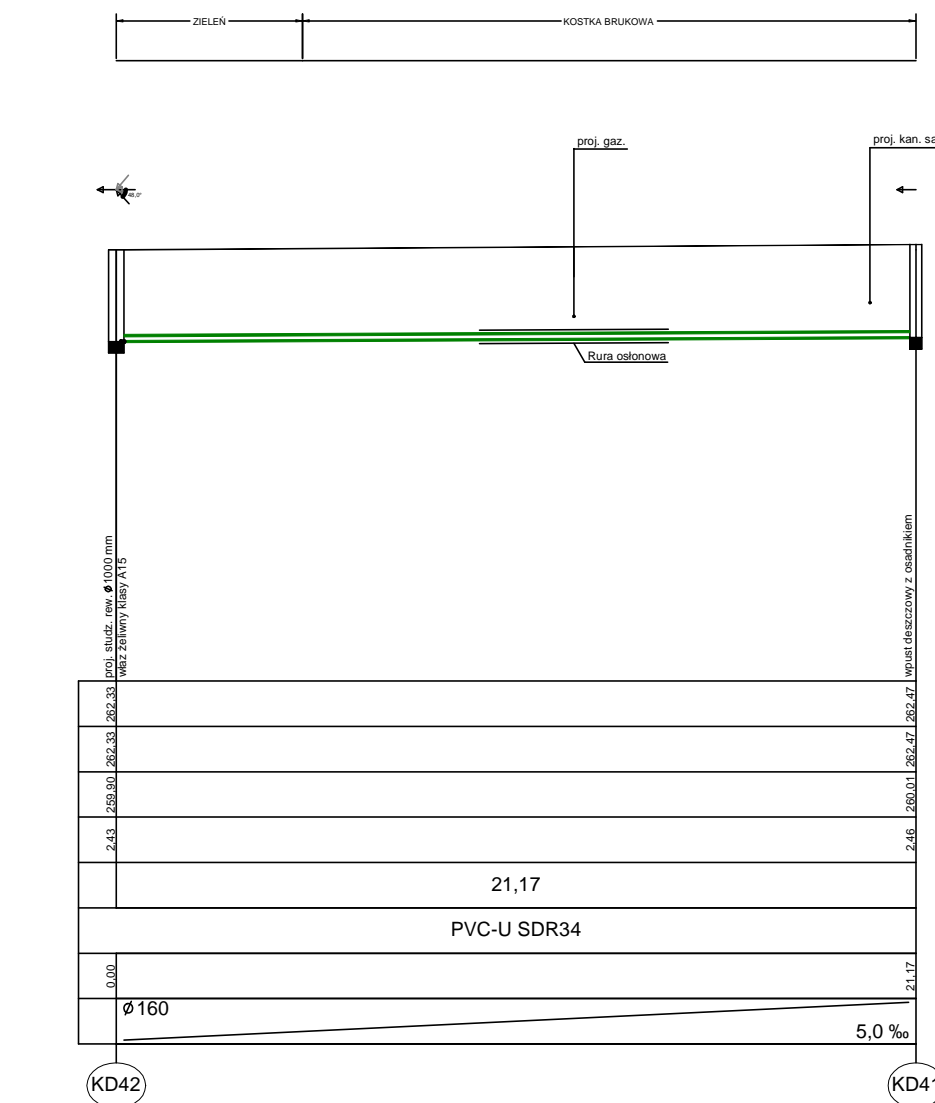 ZIELEŃ
KOSTKA BRUKOWA
proj. gaz.
proj. kan. sa
Rura osłonowa
proj. studz. rew. Ø1000 mm
właz żeliwny klasy A15
wpust deszczowy z osadnikiem
262,33
262,47
262,33
262,47
259,90
260,01
2,43
2,46
21,17
PVC-U SDR34
0,00
21,17
Ø160
5,0 ‰
KD42
KD41